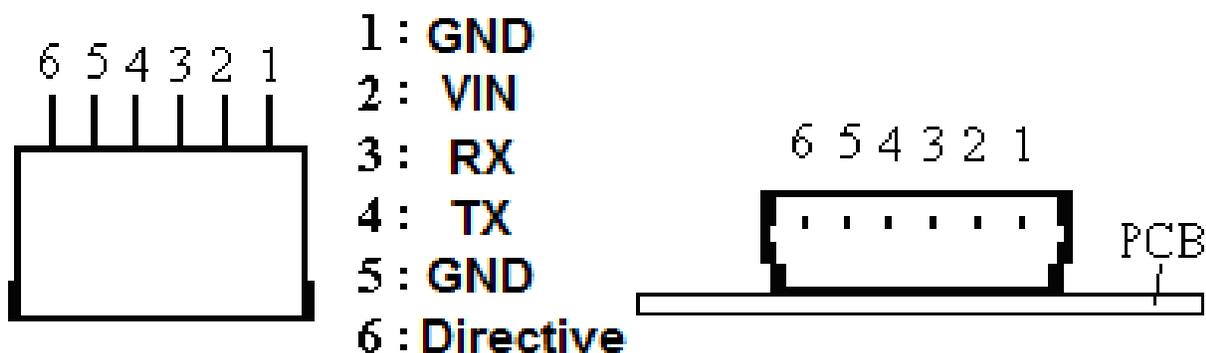 6 5 4 3 2 1
1 : GND
2 : VIN
3 : RX
4 : TX
5 : GND
6 : Directive
6 5 4 3 2 1
PCB